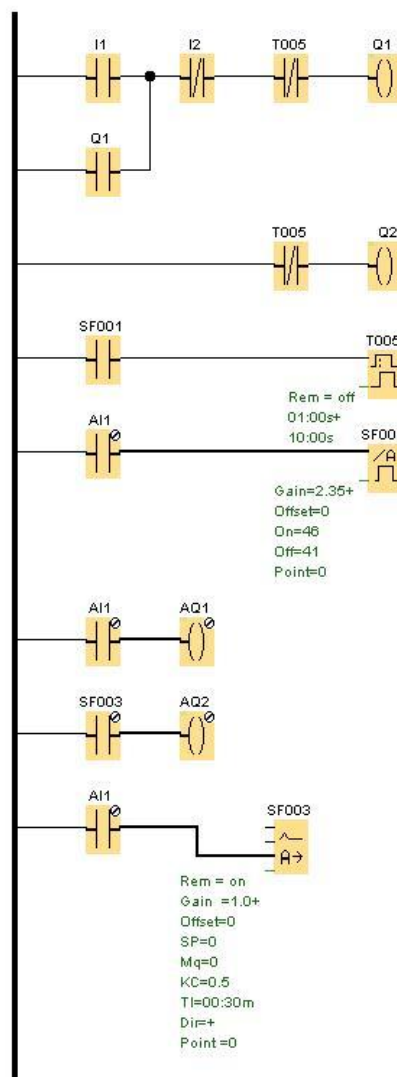 I1 I2 T005 Q1
Q1
T005 Q2
SF001 T005
Rem = off
01:00s+
10:00s
AI1 SF00
/A
Gain=2.35+
Offset=0
On=46
Off=41
Point=0
AI1 AQ1
SF003 AQ2
AI1 SF003
A→
Rem = on
Gain =1.0+
Offset=0
SP=0
Mq=0
KC=0.5
TI=00:30m
Dir=+
Point =0